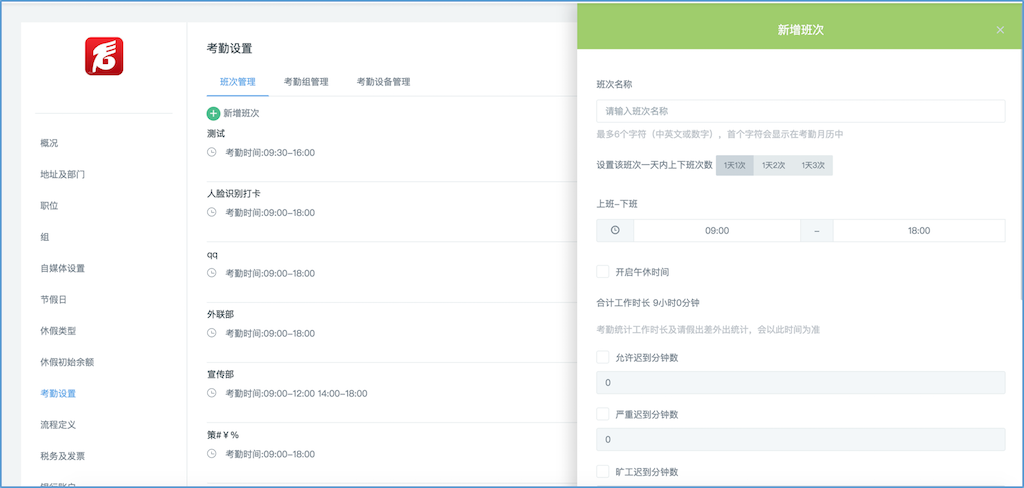 概况
地址及部门
职位
组
自媒体设置
节假日
休假类型
休假初始余额
考勤设置
流程定义
税务及发票
考勤设置
班次管理 考勤组管理 考勤设备管理
新增班次
测试
考勤时间:09:30-16:00
人脸识别打卡
考勤时间:09:00-18:00
qq
考勤时间:09:00-18:00
外联部
考勤时间:09:00-18:00
宣传部
考勤时间:09:00-12:00 14:00-18:00
策#￥%
考勤时间:09:00-18:00
新增班次
班次名称
请输入班次名称
最多6个字符（中英文或数字），首个字符会显示在考勤月历中
设置该班次一天内上下班次数 1天1次 1天2次 1天3次
上班-下班
09:00 – 18:00
开启午休时间
合计工作时长 9小时0分钟
考勤统计工作时长及请假出差外出统计，会以此时间为准
允许迟到分钟数
0
严重迟到分钟数
0
旷工迟到分钟数